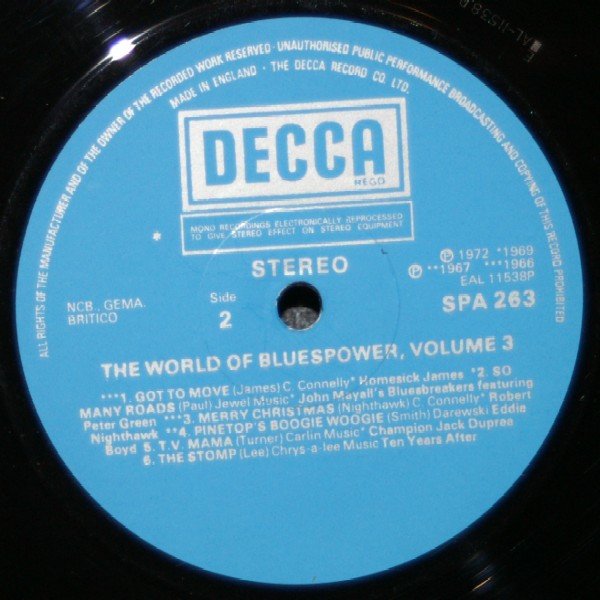 ALL RIGHTS OF THE MANUFACTURER AND OF THE OWNER OF THE RECORDED WORK RESERVED · UNAUTHORISED PUBLIC PERFORMANCE BROADCASTING AND COPYING OF THIS RECORD PROHIBITED
MADE IN ENGLAND · THE DECCA RECORD CO. LTD.
DECCA
REGD
MONO RECORDINGS ELECTRONICALLY REPROCESSED
TO GIVE STEREO EFFECT ON STEREO EQUIPMENT
*
STEREO
℗ 1972 *1969
℗ **1967 ***1966
EAL 11538P
SPA 263
NCB., GEMA.
BRITICO
Side
2
THE WORLD OF BLUESPOWER, VOLUME 3
***1. GOT TO MOVE (James) C. Connelly* Homesick James *2. SO
MANY ROADS (Paul) Jewel Music* John Mayall's Bluesbreakers featuring
Peter Green ***3. MERRY CHRISTMAS (Nighthawk) C. Connelly* Robert
Nighthawk **4. PINETOP'S BOOGIE WOOGIE (Smith) Darewski Eddie
Boyd 5. T.V. MAMA (Turner) Carlin Music* Champion Jack Dupree
6. THE STOMP (Lee) Chrys-a-lee Music Ten Years After